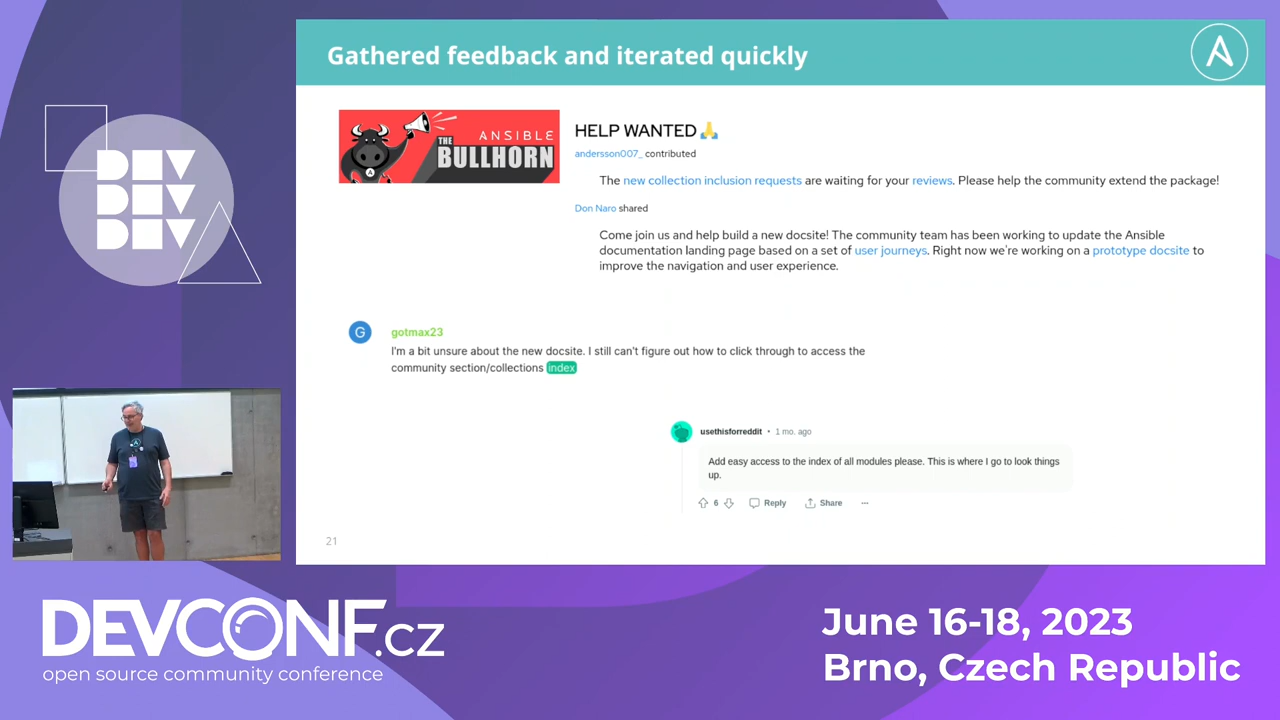 Gathered feedback and iterated quickly
A
DEV
DEV
DEV
THE
ANSIBLE
BULLHORN
HELP WANTED 🙏
andersson007_ contributed
The new collection inclusion requests are waiting for your reviews. Please help the community extend the package!
Don Naro shared
Come join us and help build a new docsite! The community team has been working to update the Ansible
documentation landing page based on a set of user journeys. Right now we're working on a prototype docsite to
improve the navigation and user experience.
G
gotmax23
I'm a bit unsure about the new docsite. I still can't figure out how to click through to access the
community section/collections index
usethisforreddit • 1 mo. ago
Add easy access to the index of all modules please. This is where I go to look things
up.
6 Reply Share ...
21
DEVCONF.cz
open source community conference
June 16-18, 2023
Brno, Czech Republic